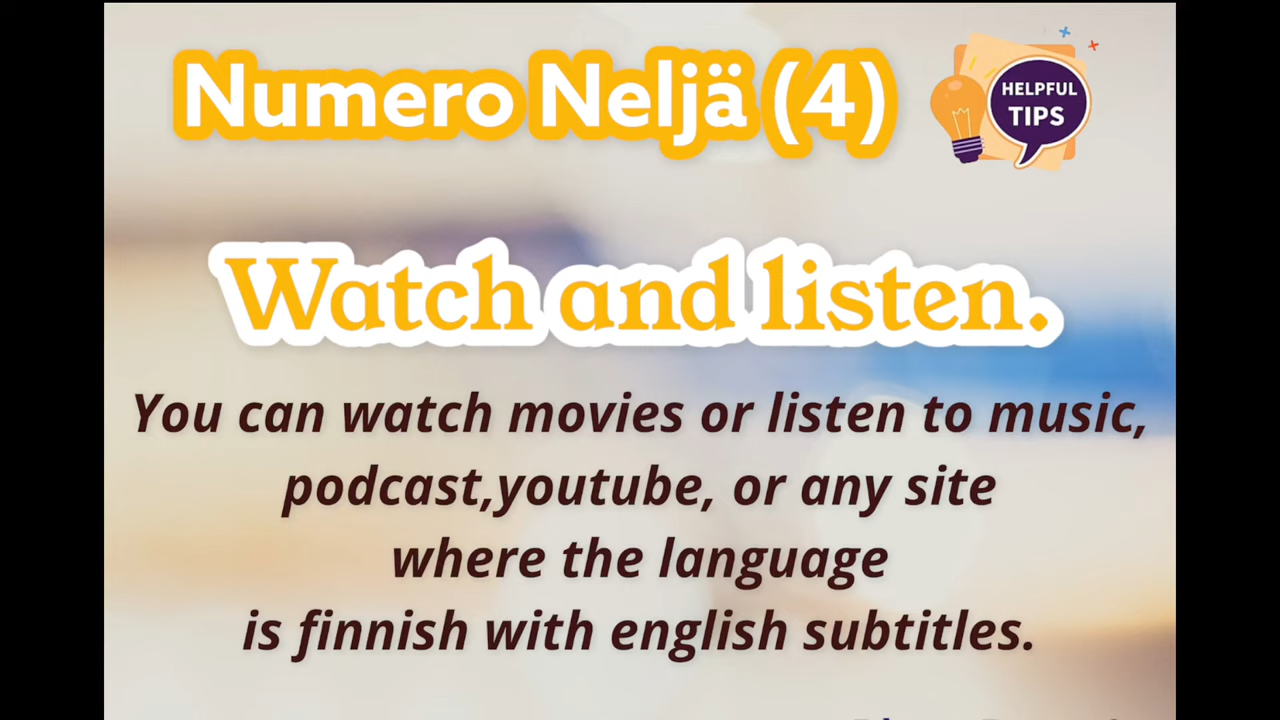 Numero Neljä (4)
HELPFUL
TIPS
Watch and listen.
You can watch movies or listen to music,
podcast,youtube, or any site
where the language
is finnish with english subtitles.